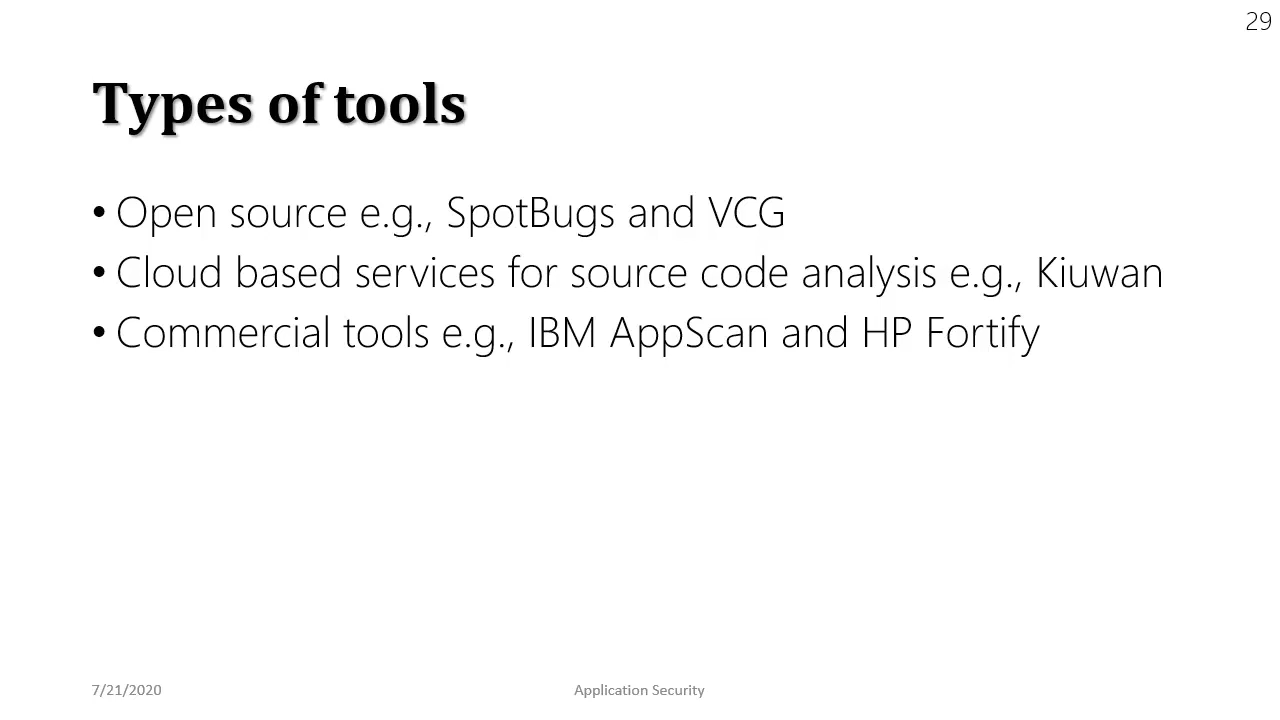 29
Types of tools
• Open source e.g., SpotBugs and VCG
• Cloud based services for source code analysis e.g., Kiuwan
• Commercial tools e.g., IBM AppScan and HP Fortify
7/21/2020
Application Security